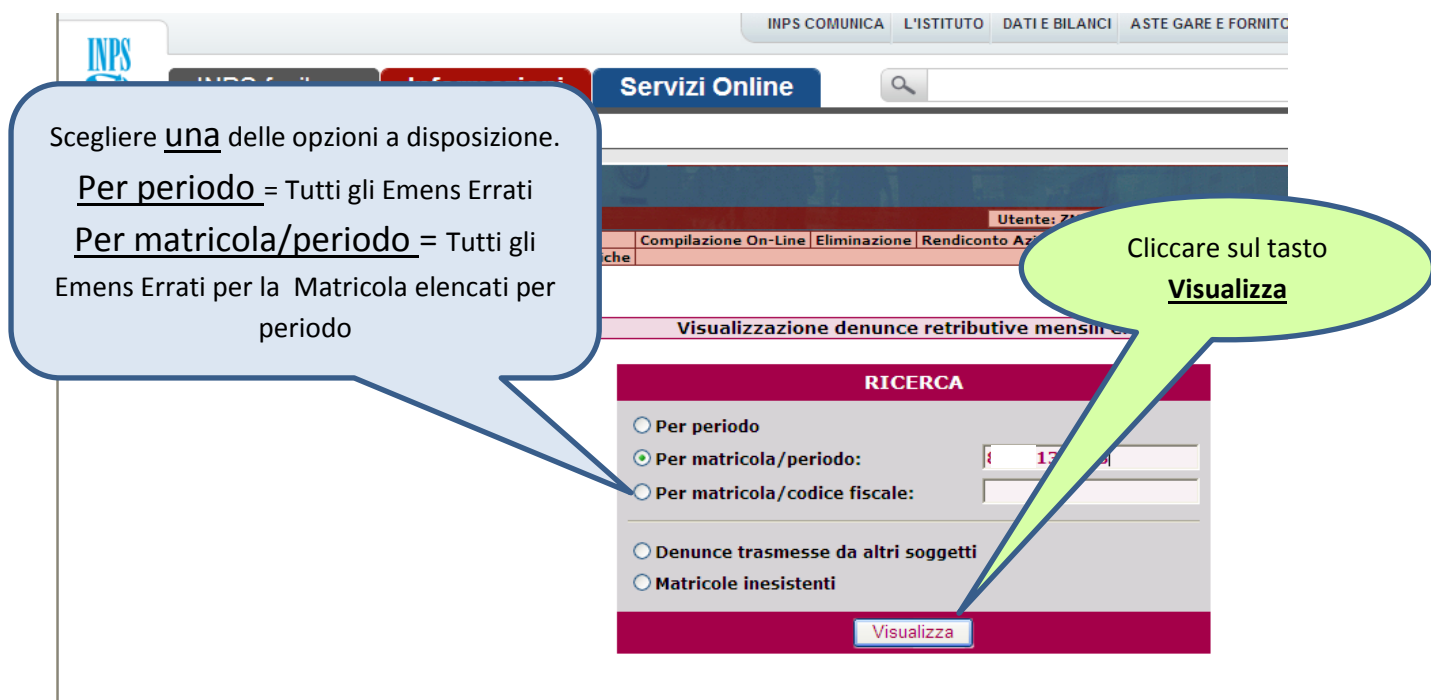 INPS COMUNICA L'ISTITUTO DATI E BILANCI ASTE GARE E
INPS
Servizi Online
Scegliere una delle opzioni a disposizione.
Per periodo = Tutti gli Emens Errati
Per matricola/periodo = Tutti gli
Emens Errati per la Matricola elencati per
periodo
Utente:
Compilazione On-Line Eliminazione Rendiconto
Cliccare sul tasto
Visualizza
Visualizzazione denunce retributive mensili
RICERCA
Per periodo
Per matricola/periodo:
Per matricola/codice fiscale:
Denunce trasmesse da altri soggetti
Matricole inesistenti
Visualizza